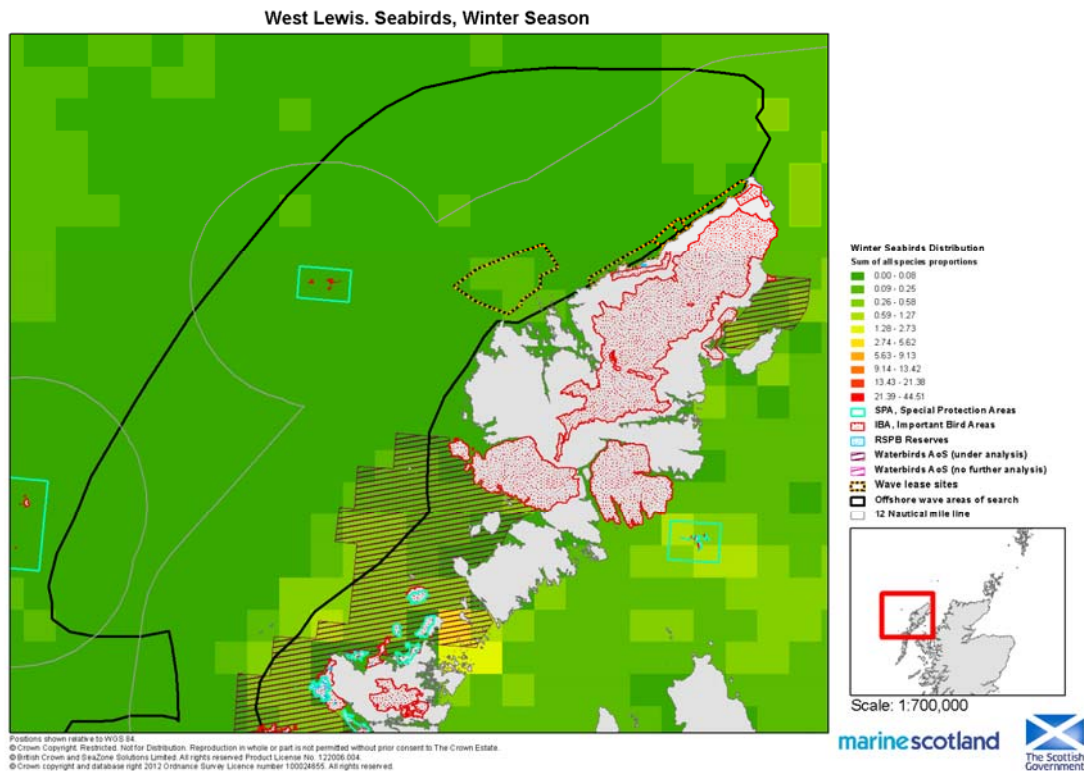 West Lewis. Seabirds, Winter Season
Winter Seabirds Distribution
Sum of all species proportions
0.00 - 0.08
0.09 - 0.25
0.26 - 0.58
0.59 - 1.27
1.28 - 2.73
2.74 - 5.62
5.63 - 9.13
9.14 - 13.42
13.43 - 21.38
21.39 - 44.51
SPA, Special Protection Areas
IBA, Important Bird Areas
RSPB Reserves
Waterbirds AoS (under analysis)
Waterbirds AoS (no further analysis)
Wave lease sites
Offshore wave areas of search
12 Nautical mile line
Scale: 1:700,000
Positions shown relative to WGS 84.
© Crown Copyright. Restricted. Not for Distribution. Reproduction in whole or part is not permitted without prior consent to The Crown Estate.
© British Crown and SeaZone Solutions Limited. All rights reserved. Product License No. 122006.004.
© Crown copyright and database right 2012 Ordnance Survey Licence number 100024655. All rights reserved.
marinescotland
The Scottish
Government